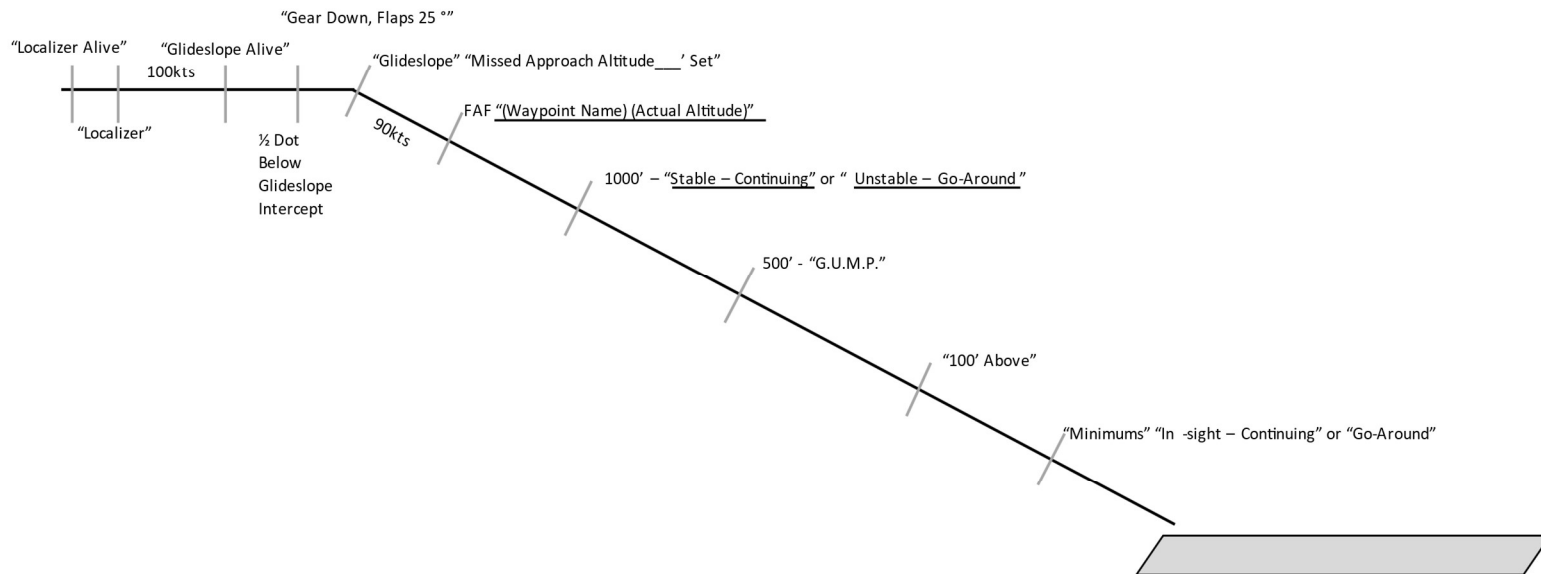 “Gear Down, Flaps 25 °”
“Localizer Alive”
“Glideslope Alive”
100kts
“Glideslope” “Missed Approach Altitude___’ Set”
“Localizer”
½ Dot
Below
Glideslope
Intercept
90kts
FAF “(Waypoint Name) (Actual Altitude)”
1000’ – “Stable – Continuing” or “ Unstable – Go-Around ”
500’ - “G.U.M.P.”
“100’ Above”
“Minimums” “In -sight – Continuing” or “Go-Around”